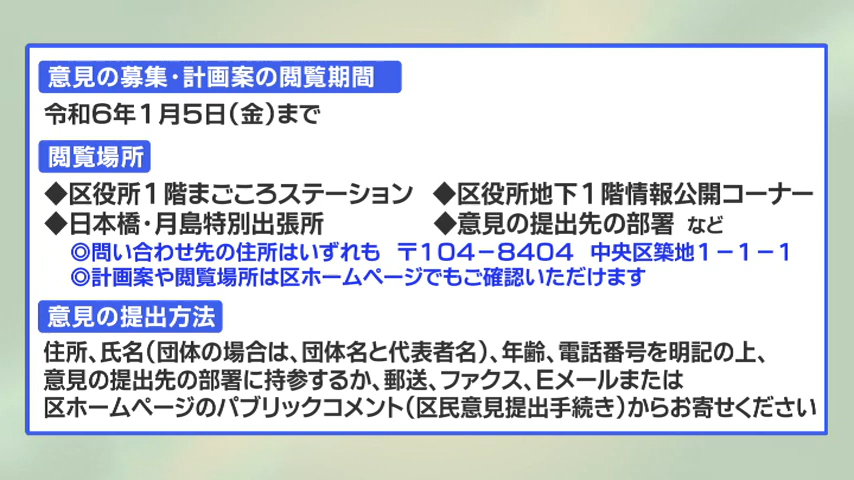 意見の募集・計画案の閲覧期間
令和6年1月5日(金)まで
閲覧場所
◆区役所1階まごころステーション ◆区役所地下1階情報公開コーナー
◆日本橋・月島特別出張所 ◆意見の提出先の部署 など
◎問い合わせ先の住所はいずれも 〒104-8404 中央区築地1-1-1
◎計画案や閲覧場所は区ホームページでもご確認いただけます
意見の提出方法
住所、氏名(団体の場合は、団体名と代表者名)、年齢、電話番号を明記の上、
意見の提出先の部署に持参するか、郵送、ファクス、Eメールまたは
区ホームページのパブリックコメント(区民意見提出手続き)からお寄せください